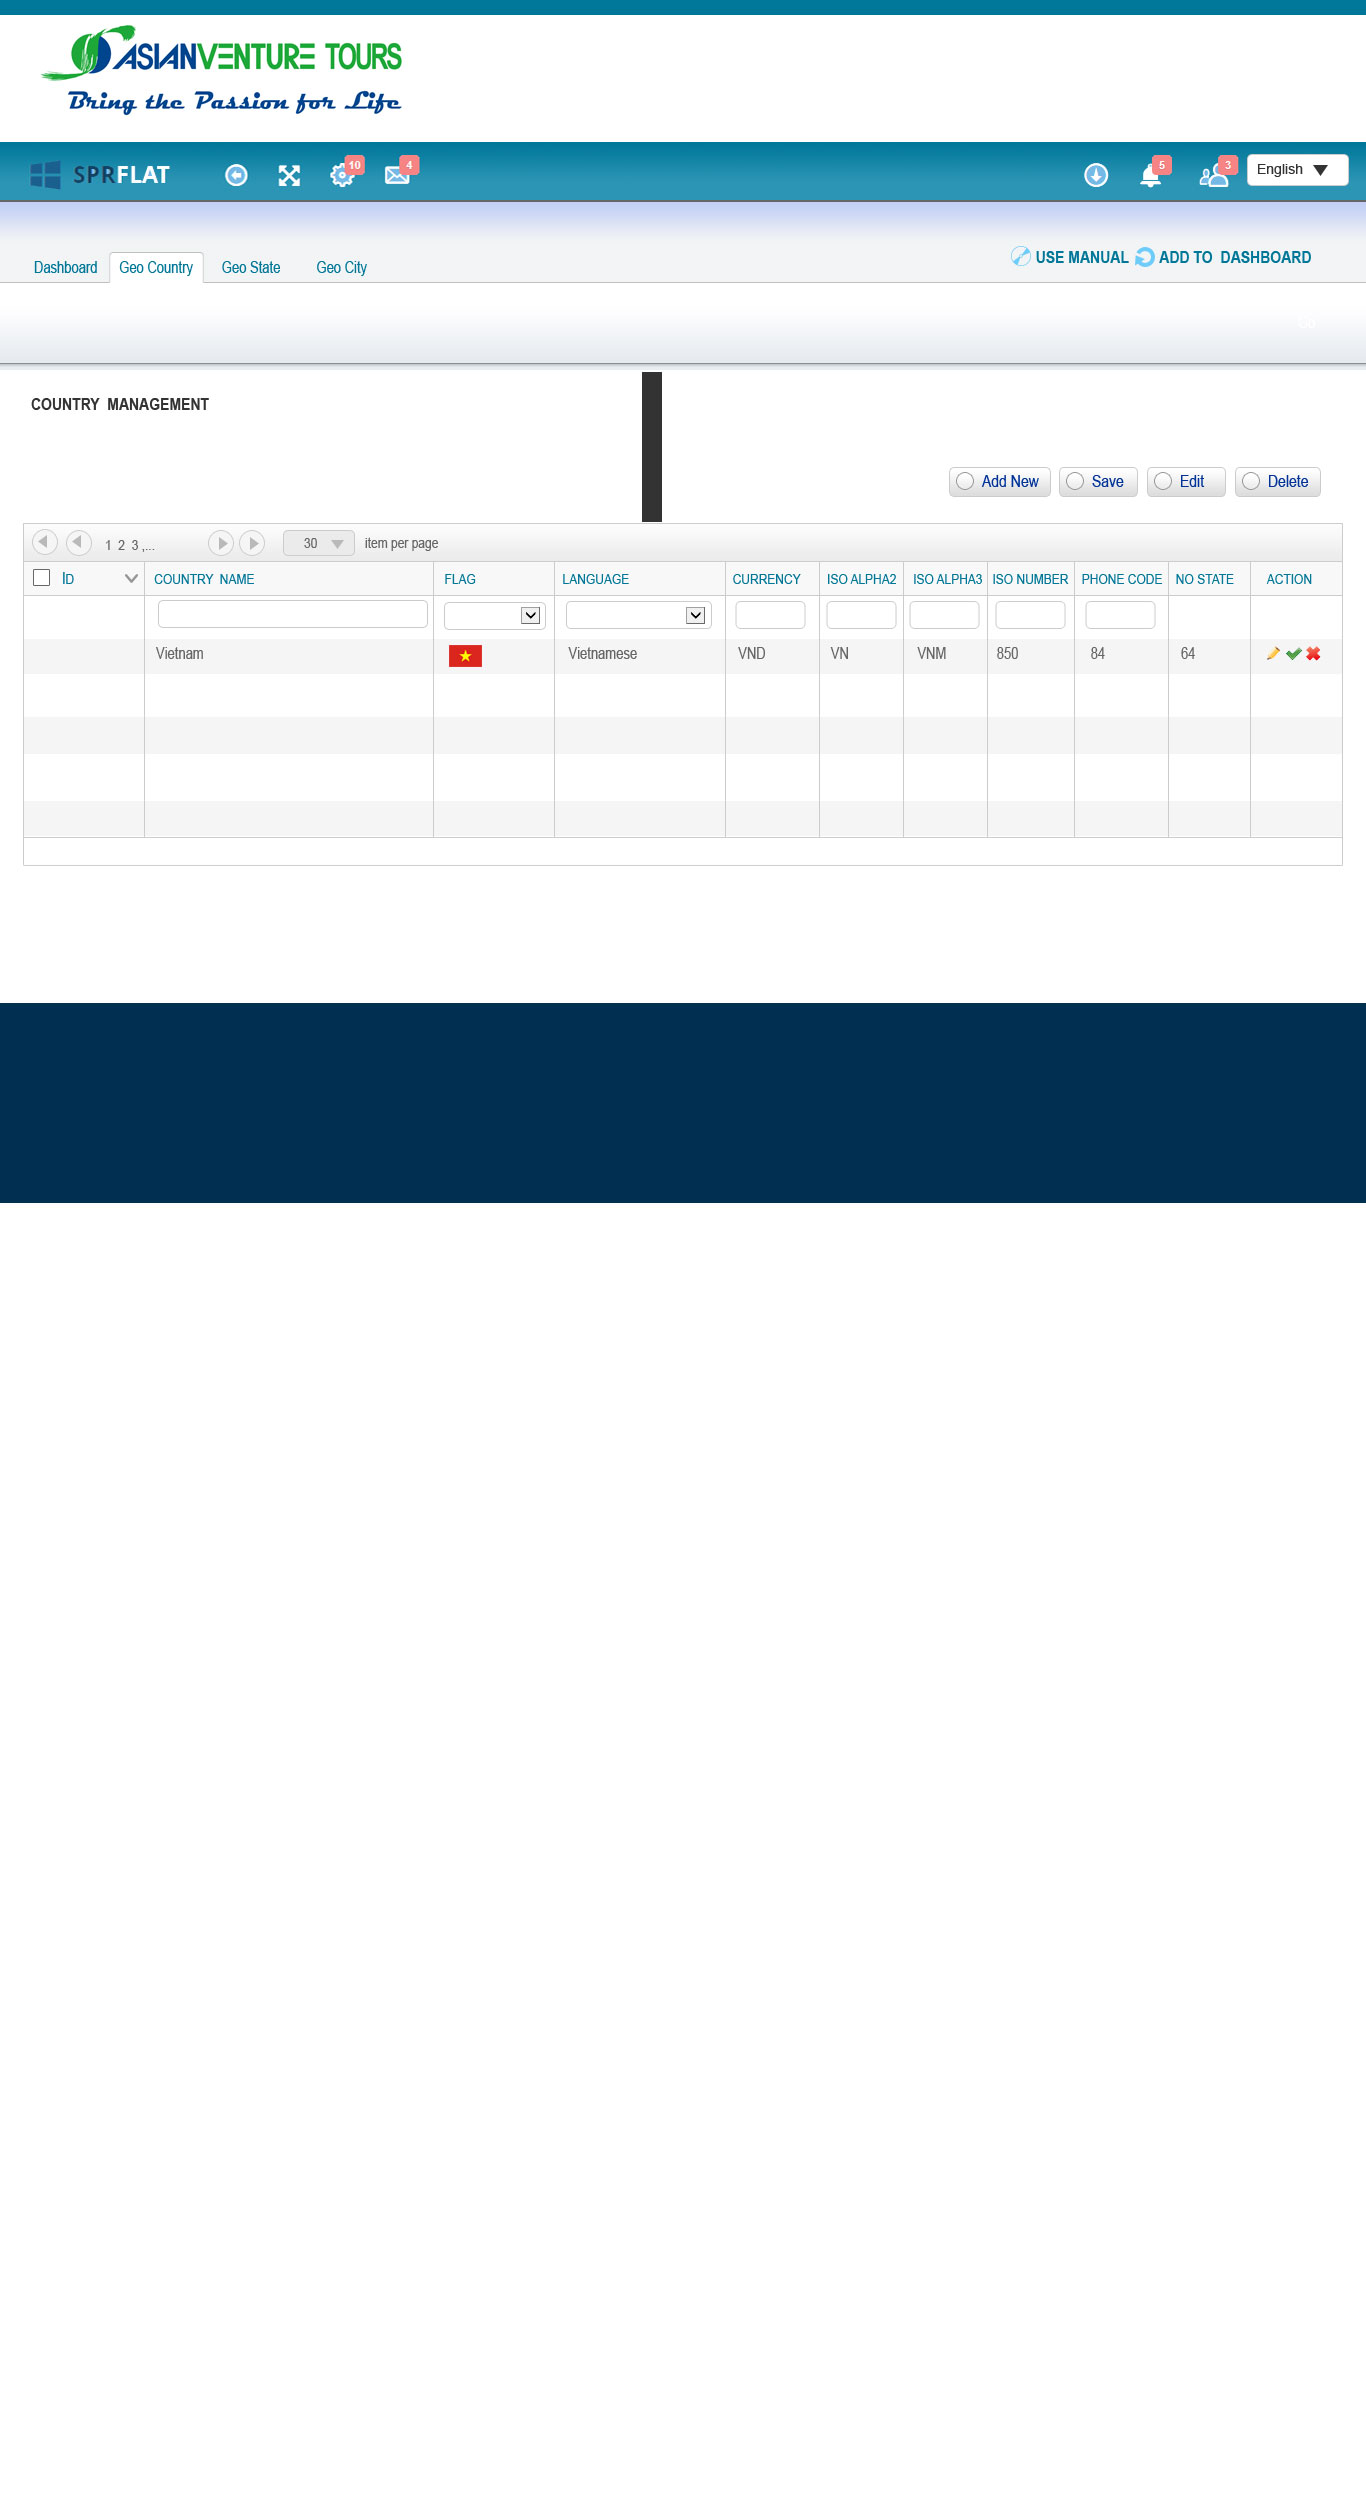 ASIANVENTURE TOURS
Bring the Passion for Life
SPRFLAT
10
4
5
3
English
Dashboard Geo Country Geo State Geo City
USE MANUAL ADD TO DASHBOARD
Go
COUNTRY MANAGEMENT
Add New Save Edit Delete
1 2 3 ,... 30 item per page
ID COUNTRY NAME FLAG LANGUAGE CURRENCY ISO ALPHA2 ISO ALPHA3 ISO NUMBER PHONE CODE NO STATE ACTION
Vietnam Vietnamese VND VN VNM 850 84 64